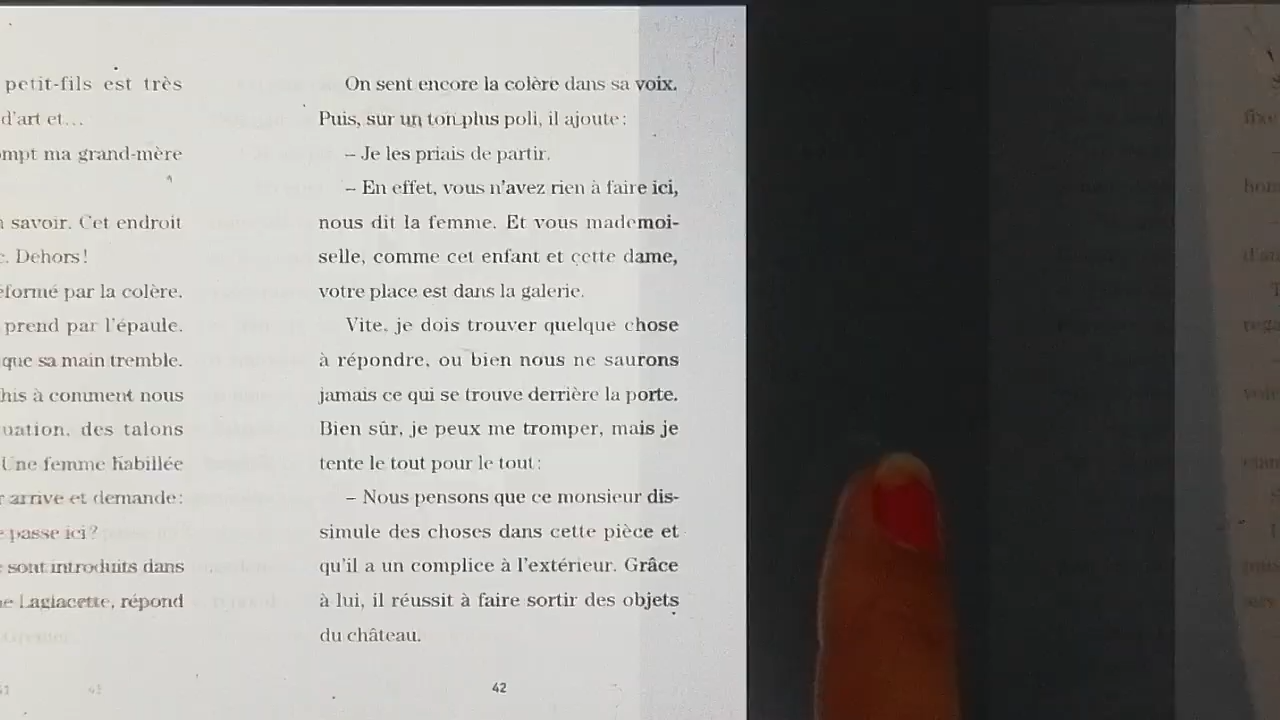 petit-fils est très
d'art et…
ma grand-mère
savoir. Cet endroit
Dehors!
par la colère.
prend par l'épaule.
que sa main tremble.
à comment nous
des talons
Une femme habillée
arrive et demande:
passe ici?
sont introduits dans
Lagiacette, répond
On sent encore la colère dans sa voix.
Puis, sur un ton plus poli, il ajoute:
– Je les priais de partir.
– En effet, vous n'avez rien à faire ici,
nous dit la femme. Et vous mademoi-
selle, comme cet enfant et cette dame,
votre place est dans la galerie.
Vite, je dois trouver quelque chose
à répondre, ou bien nous ne saurons
jamais ce qui se trouve derrière la porte.
Bien sûr, je peux me tromper, mais je
tente le tout pour le tout:
– Nous pensons que ce monsieur dis-
simule des choses dans cette pièce et
qu'il a un complice à l'extérieur. Grâce
à lui, il réussit à faire sortir des objets
du château.
42